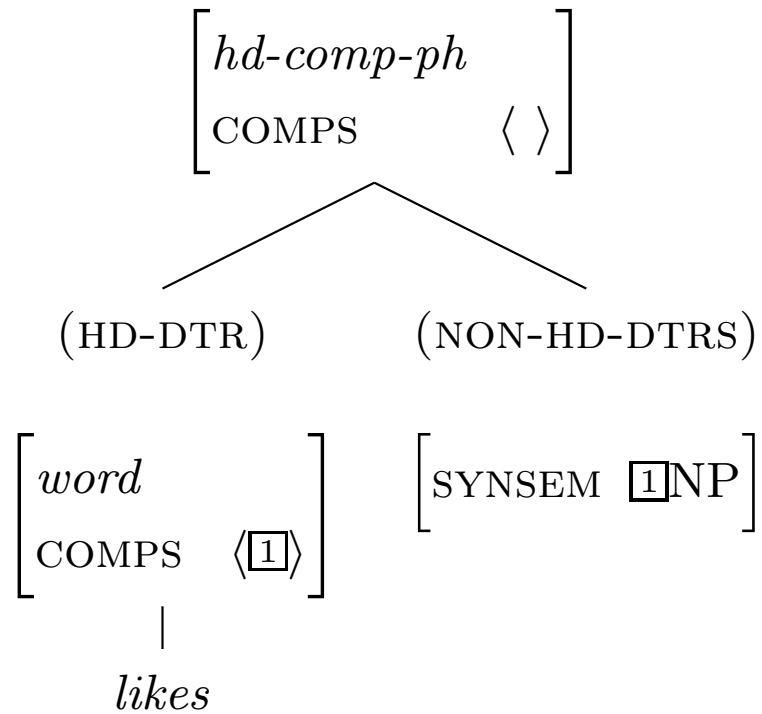 hd-comp-ph
COMPS ⟨ ⟩
(HD-DTR) (NON-HD-DTRS)
word
SYNSEM 1NP
COMPS ⟨1⟩
likes